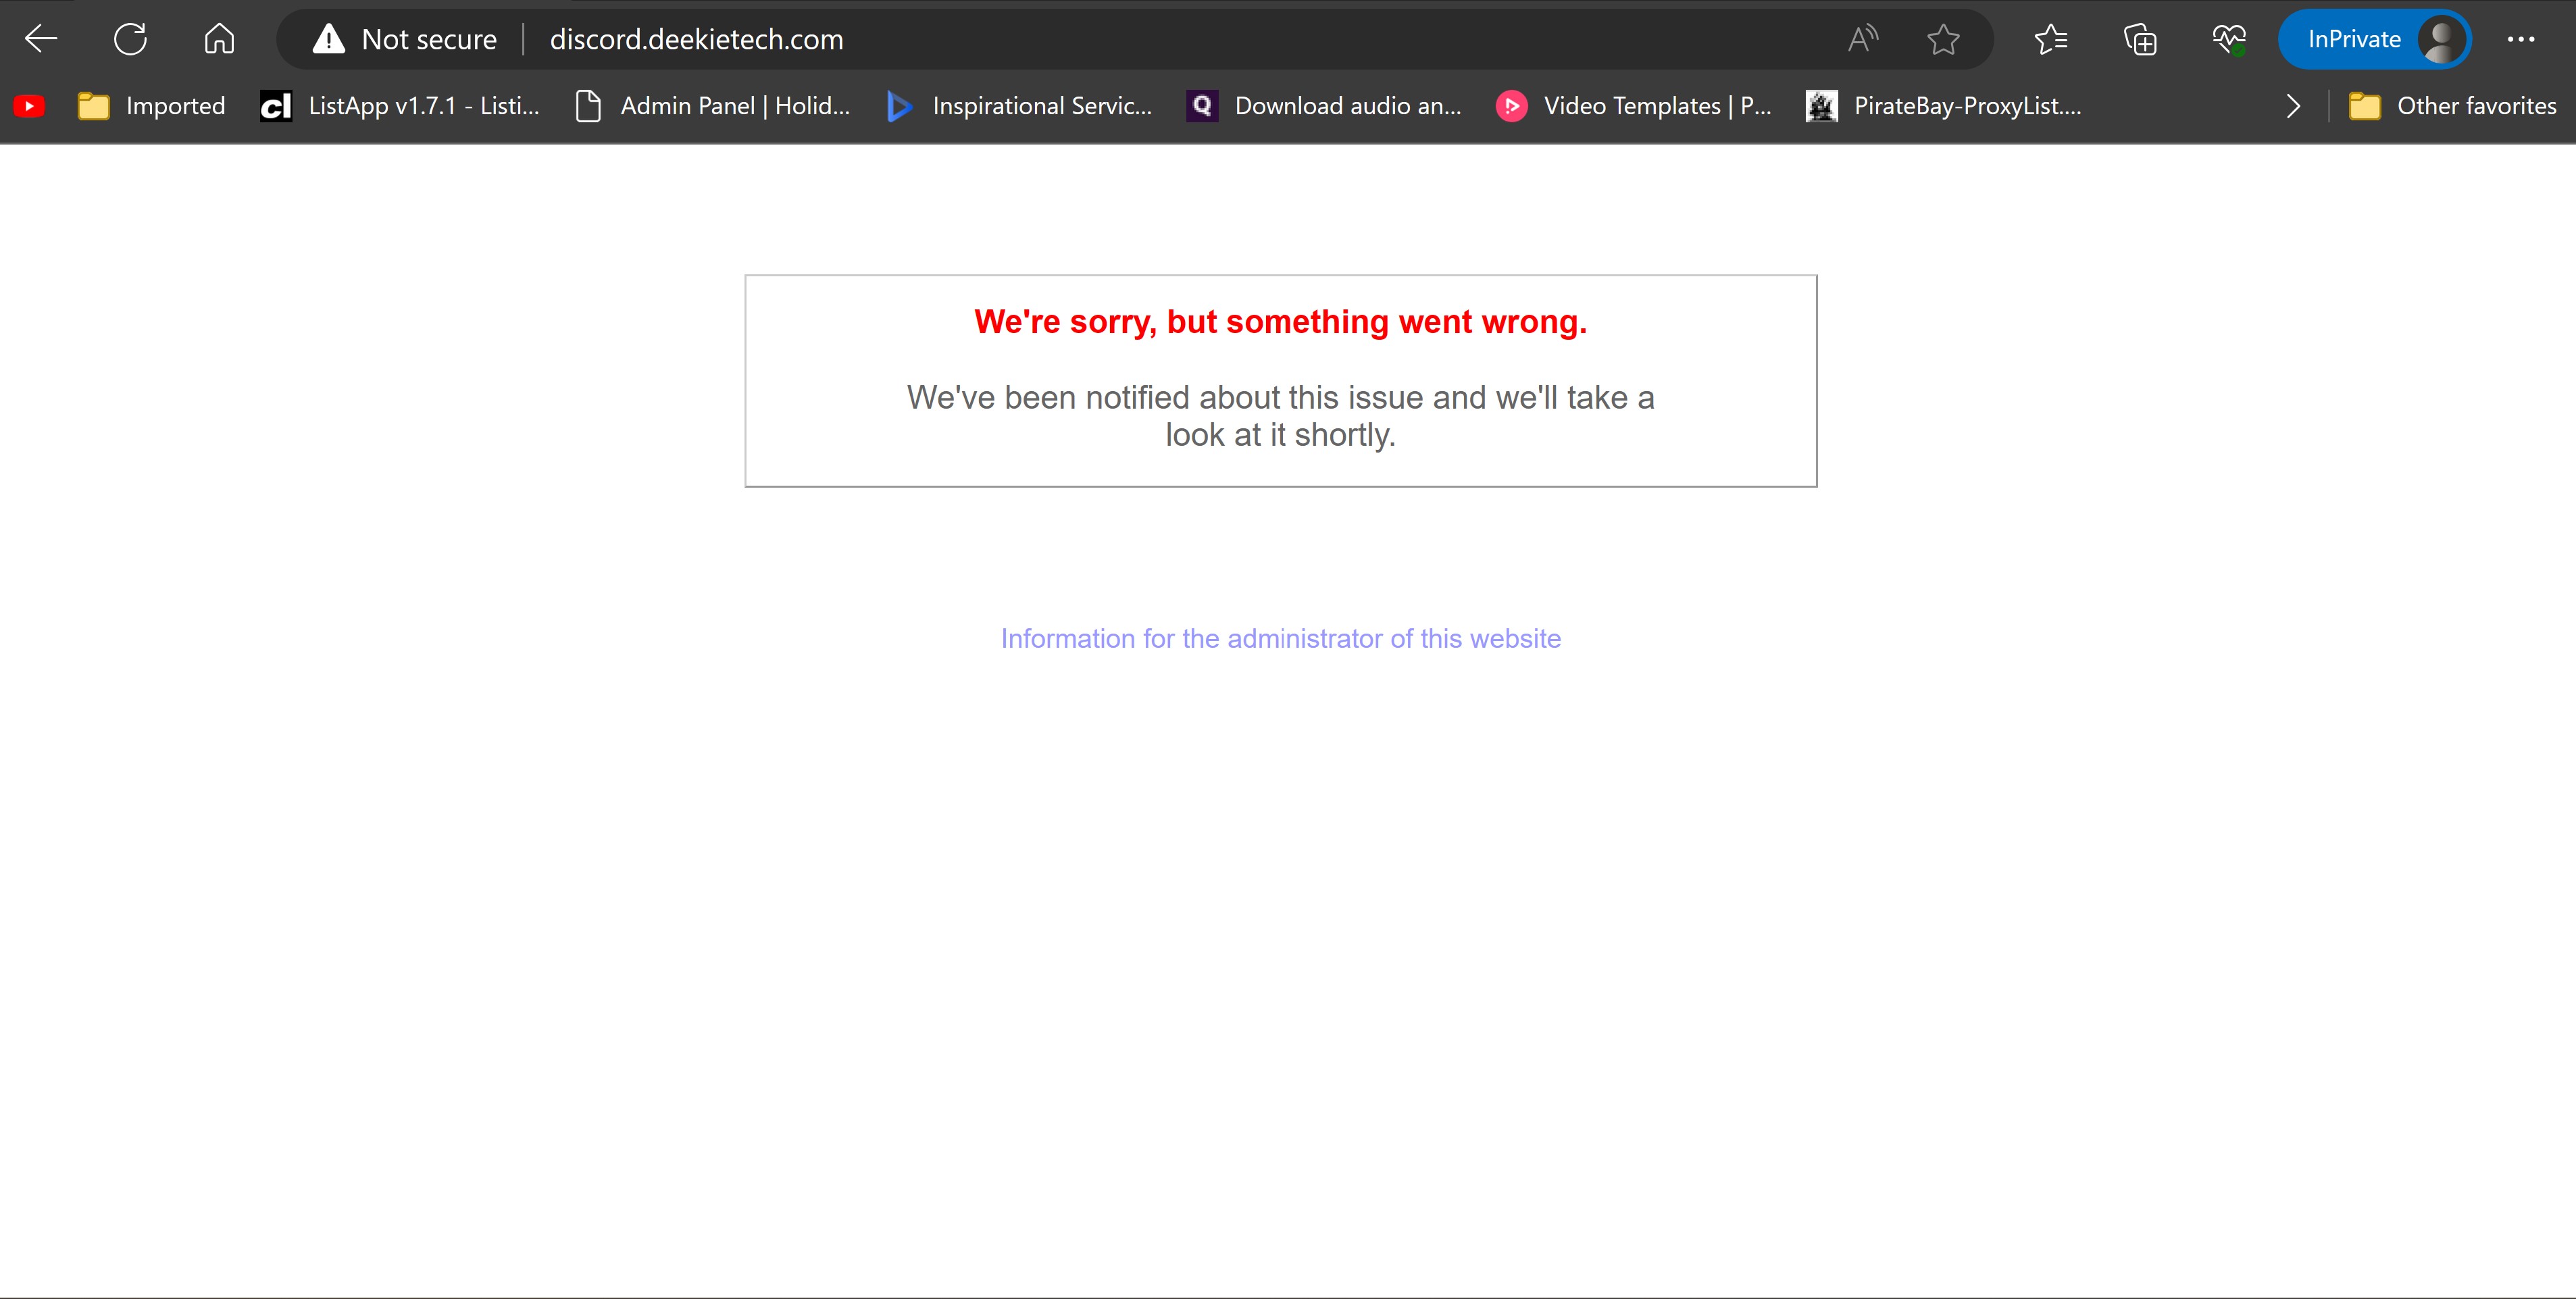 Not secure
discord.deekietech.com
InPrivate
Imported
ListApp v1.7.1 - Listi...
Admin Panel | Holid...
Inspirational Servic...
Download audio an...
Video Templates | P...
PirateBay-ProxyList....
Other favorites
We're sorry, but something went wrong.
We've been notified about this issue and we'll take a
look at it shortly.
Information for the administrator of this website